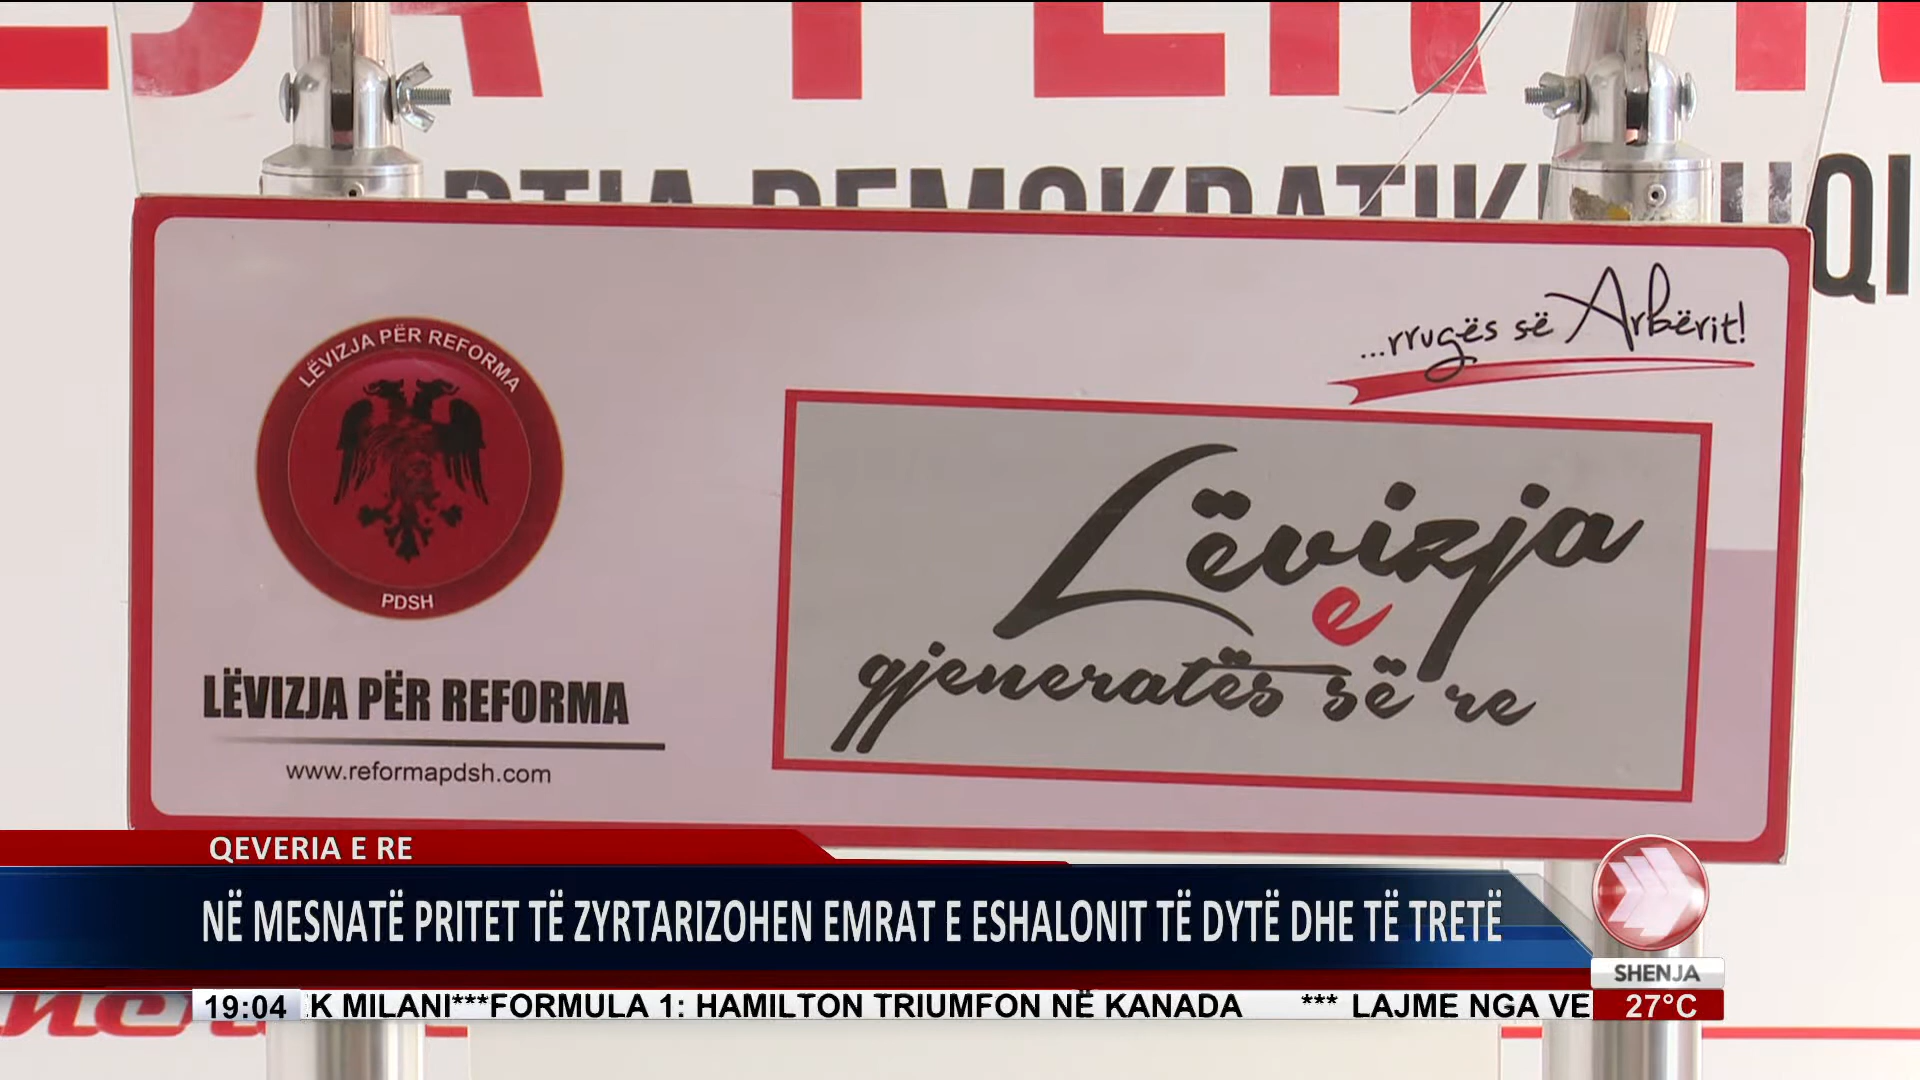 DEMOKRATIKE
...rrugës së Arbërit!
LËVIZJA PËR REFORMA
PDSH
LËVIZJA PËR REFORMA
www.reformapdsh.com
Lëvizja
e
gjeneratës së re
QEVERIA E RE
NË MESNATË PRITET TË ZYRTARIZOHEN EMRAT E ESHALONIT TË DYTË DHE TË TRETË
SHENJA
19:04 K MILANI***FORMULA 1: HAMILTON TRIUMFON NË KANADA *** LAJME NGA VE 27°C